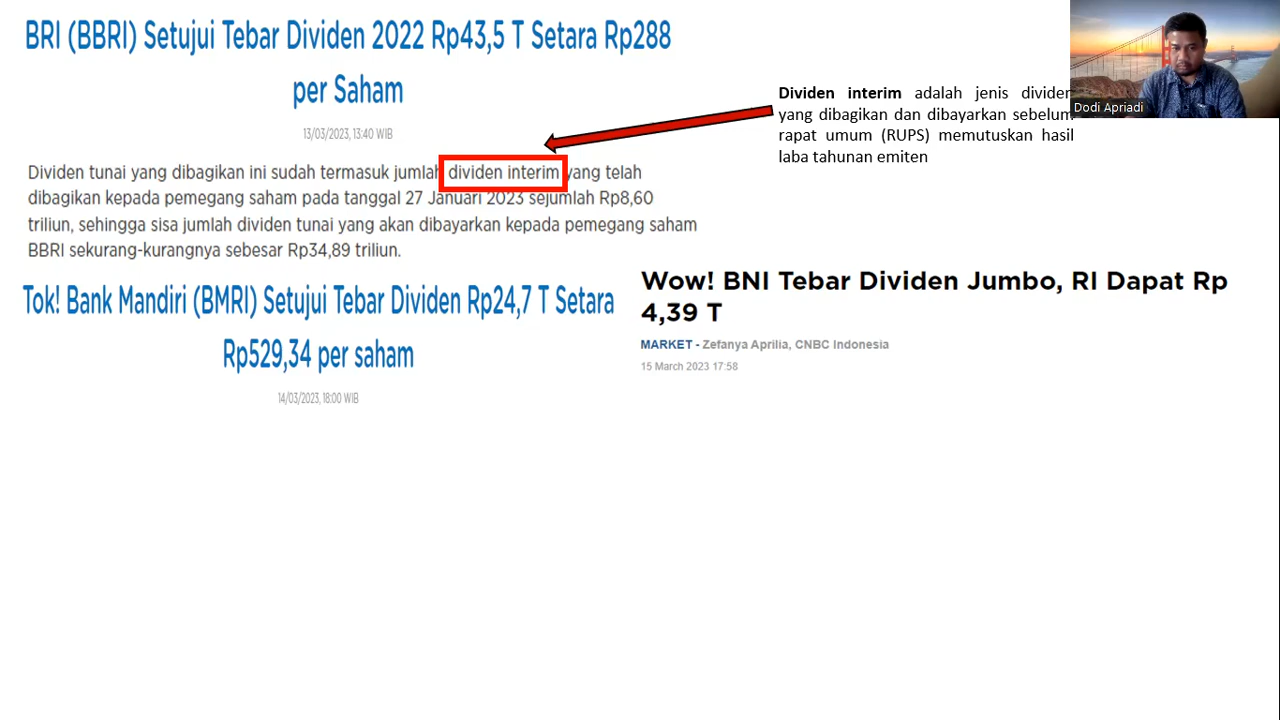 BRI (BBRI) Setujui Tebar Dividen 2022 Rp43,5 T Setara Rp288
per Saham
13/03/2023, 13:40 WIB
Dividen tunai yang dibagikan ini sudah termasuk jumlah dividen interim yang telah
dibagikan kepada pemegang saham pada tanggal 27 Januari 2023 sejumlah Rp8,60
triliun, sehingga sisa jumlah dividen tunai yang akan dibayarkan kepada pemegang saham
BBRI sekurang-kurangnya sebesar Rp34,89 triliun.
Dividen interim adalah jenis dividen
yang dibagikan dan dibayarkan sebelum
rapat umum (RUPS) memutuskan hasil
laba tahunan emiten
Dodi Apriadi
Tok! Bank Mandiri (BMRI) Setujui Tebar Dividen Rp24,7 T Setara
Rp529,34 per saham
14/03/2023, 18:00 WIB
Wow! BNI Tebar Dividen Jumbo, RI Dapat Rp
4,39 T
MARKET - Zefanya Aprilia, CNBC Indonesia
15 March 2023 17:58